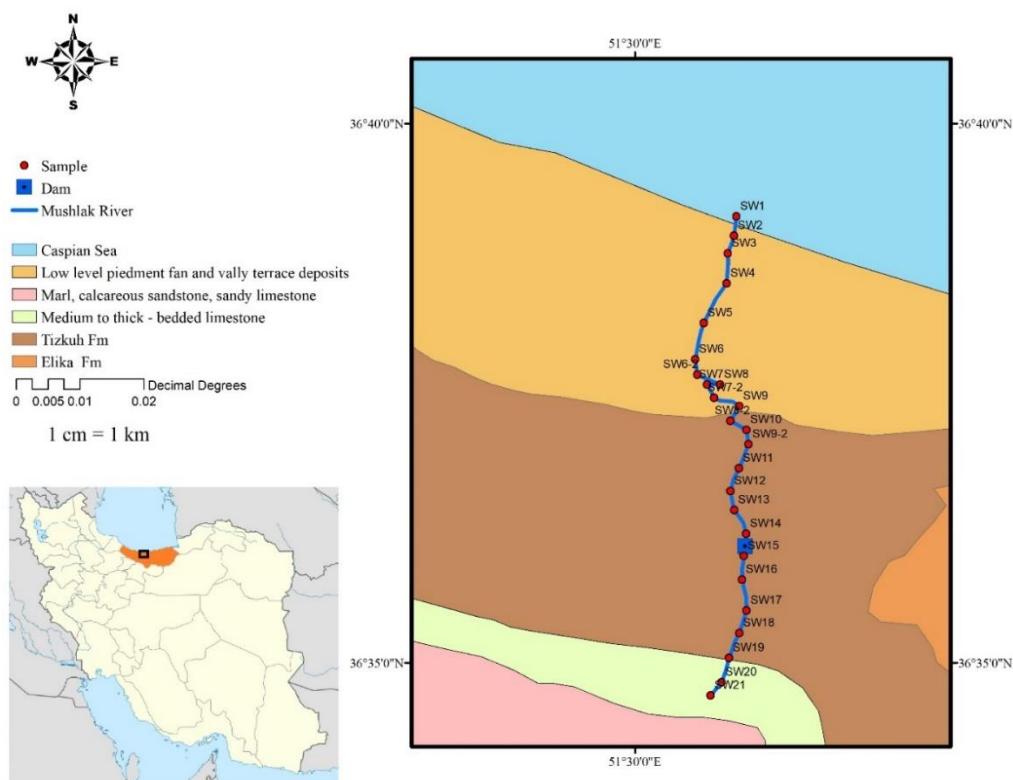 N
W E
S
Sample
Dam
Mushlak River
Caspian Sea
Low level piedment fan and vally terrace deposits
Marl, calcareous sandstone, sandy limestone
Medium to thick - bedded limestone
Tizkuh Fm
Elika Fm
Decimal Degrees
0 0.005 0.01 0.02
1 cm = 1 km
51°30'0"E
36°40'0"N 36°40'0"N
SW1
SW2
SW3
SW4
SW5
SW6
SW6-2
SW7 SW8
SW7-2
SW9
SW8-2
SW10
SW9-2
SW11
SW12
SW13
SW14
SW15
SW16
SW17
SW18
SW19
SW20
SW21
36°35'0"N 36°35'0"N
51°30'0"E